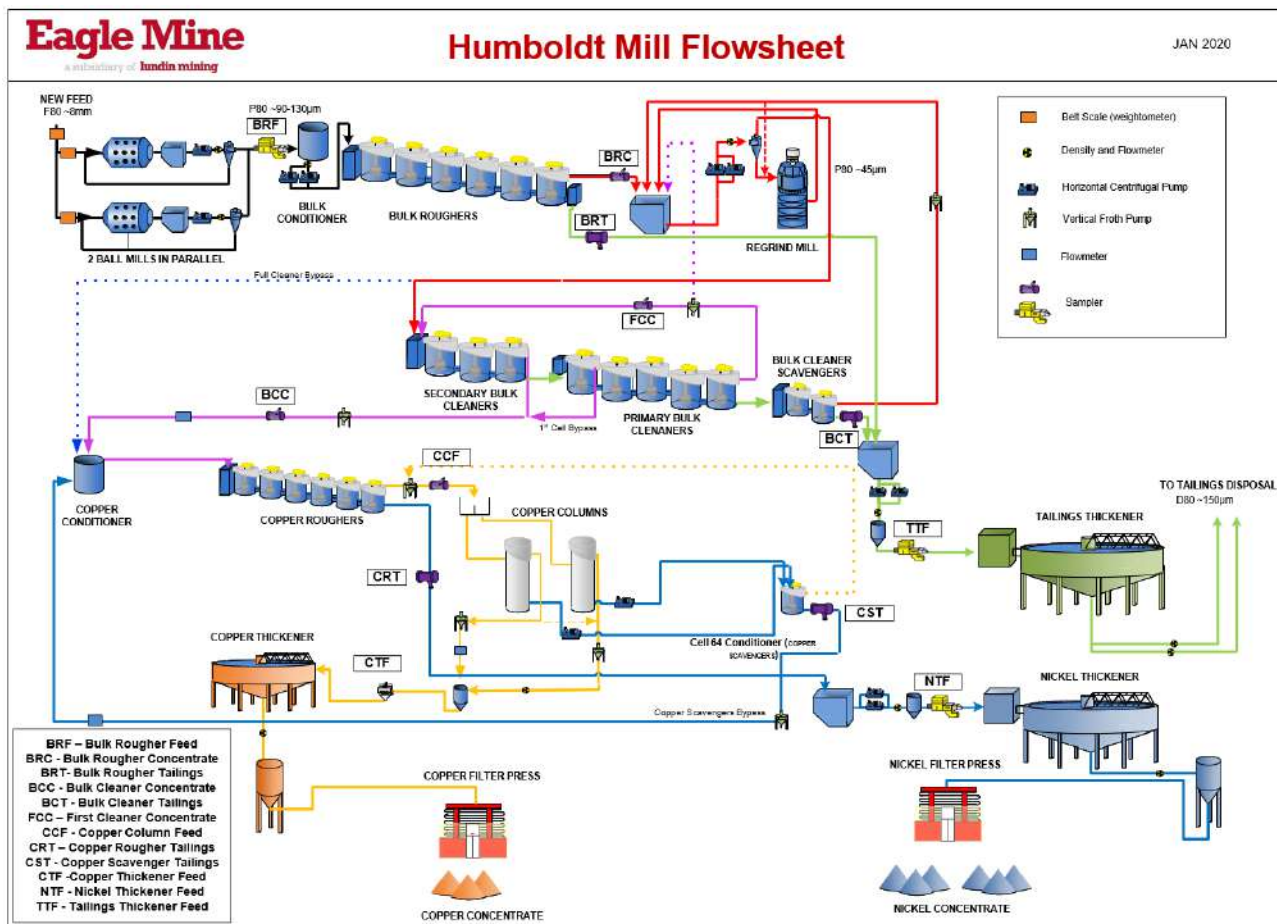 Eagle Mine
a subsidiary of lundin mining
Humboldt Mill Flowsheet
JAN 2020
NEW FEED
F80 ~8mm
P80 ~90-130µm
BRF
BULK
CONDITIONER
BULK ROUGHERS
BRC
BRT
P80 ~45µm
REGRIND MILL
2 BALL MILLS IN PARALLEL
Belt Scale (weightometer)
Density and Flowmeter
Horizontal Centrifugal Pump
Vertical Froth Pump
Flowmeter
Sampler
Full Cleaner Bypass
FCC
SECONDARY BULK
CLEANERS
PRIMARY BULK
CLENANERS
BULK CLEANER
SCAVENGERS
BCC
1st Cell Bypass
BCT
CCF
COPPER
CONDITIONER
COPPER ROUGHERS
COPPER COLUMNS
TO TAILINGS DISPOSAL
D80 ~150µm
TAILINGS THICKENER
TTF
CRT
CST
Cell 64 Conditioner (COPPER
SCAVENGERS)
COPPER THICKENER
CTF
NTF
NICKEL THICKENER
Copper Scavengers Bypass
BRF – Bulk Rougher Feed
BRC - Bulk Rougher Concentrate
BRT- Bulk Rougher Tailings
BCC - Bulk Cleaner Concentrate
BCT - Bulk Cleaner Tailings
FCC – First Cleaner Concentrate
CCF - Copper Column Feed
CRT – Copper Rougher Tailings
CST - Copper Scavenger Tailings
CTF -Copper Thickener Feed
NTF - Nickel Thickener Feed
TTF - Tailings Thickener Feed
COPPER FILTER PRESS
COPPER CONCENTRATE
NICKEL FILTER PRESS
NICKEL CONCENTRATE